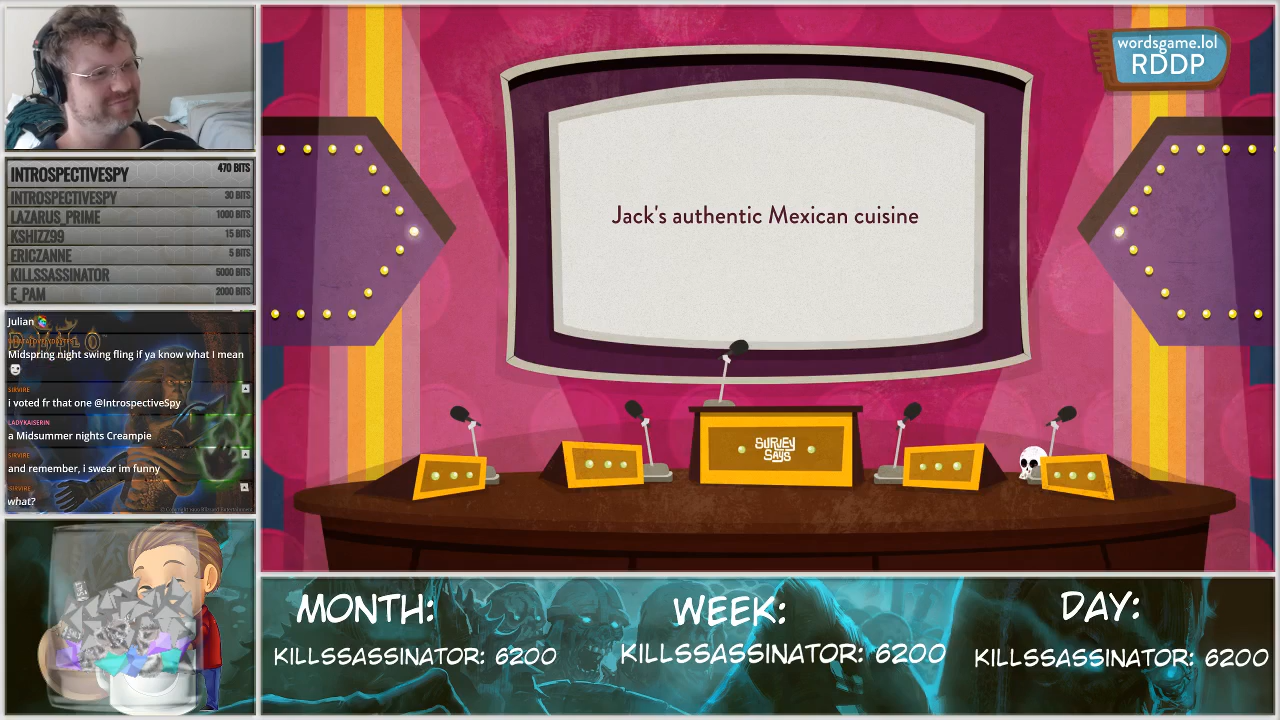 wordsgame.lol
RDDP
Jack's authentic Mexican cuisine
SURVEY
SAYS
INTROSPECTIVESPY 470 BITS
INTROSPECTIVESPY 30 BITS
LAZARUS_PRIME 1000 BITS
KSHIZZ99 15 BITS
ERICZANNE 5 BITS
KILLSSASSINATOR 5000 BITS
E_PAM 2000 BITS
Julian
Midspring night swing fling if ya know what I mean
SIRVIRE
i voted fr that one @IntrospectiveSpy
LADYKAISERIN
a Midsummer nights Creampie
SIRVIRE
and remember, i swear im funny
SIRVIRE
what?
MONTH:
KILLSSASSINATOR: 6200
WEEK:
KILLSSASSINATOR: 6200
DAY:
KILLSSASSINATOR: 6200